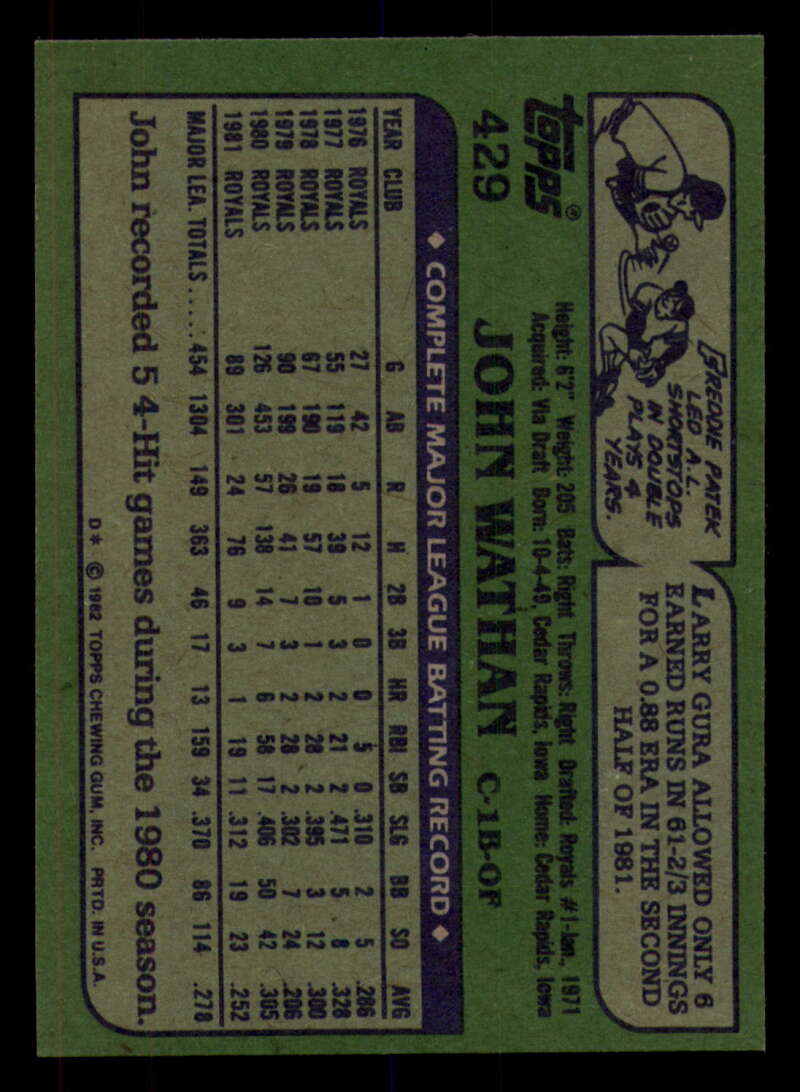 FREDDIE PATEK
LED A.L.
SHORTSTOPS
IN DOUBLE
PLAYS 4
YEARS.
LARRY GURA ALLOWED ONLY 6
EARNED RUNS IN 61-2/3 INNINGS
FOR A 0.88 ERA IN THE SECOND
HALF OF 1981.
topps®
429
Height: 6'2" Weight: 205 Bats: Right Throws: Right Drafted: Royals #1-Jan., 1971
Acquired: Via Draft Born: 10-4-49, Cedar Rapids, Iowa Home: Cedar Rapids, Iowa
JOHN WATHAN C-1B-OF
◆ COMPLETE MAJOR LEAGUE BATTING RECORD ◆
YEAR CLUB G AB R H 2B 3B HR RBI SB SLG BB SO AVG
1976 ROYALS 27 42 5 12 1 0 0 5 0 .310 2 5 .286
1977 ROYALS 55 119 18 39 5 3 2 21 2 .471 5 8 .328
1978 ROYALS 67 190 19 57 10 1 2 28 2 .395 3 12 .300
1979 ROYALS 90 199 26 41 7 3 2 28 2 .302 7 24 .206
1980 ROYALS 126 453 57 138 14 7 6 58 17 .406 50 42 .305
1981 ROYALS 89 301 24 76 9 3 1 19 11 .312 19 23 .252
MAJOR LEA. TOTALS ..... 454 1304 149 363 46 17 13 159 34 .370 86 114 .278
John recorded 5 4-Hit games during the 1980 season.
D* © 1982 TOPPS CHEWING GUM, INC. PRTD. IN U.S.A.